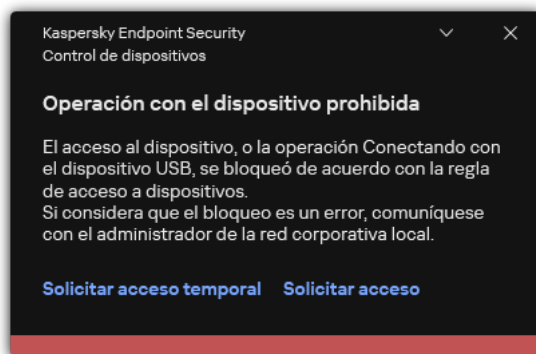 Kaspersky Endpoint Security
Control de dispositivos
Operación con el dispositivo prohibida
El acceso al dispositivo, o la operación Conectando con
el dispositivo USB, se bloqueó de acuerdo con la regla
de acceso a dispositivos.
Si considera que el bloqueo es un error, comuníquese
con el administrador de la red corporativa local.
Solicitar acceso temporal Solicitar acceso